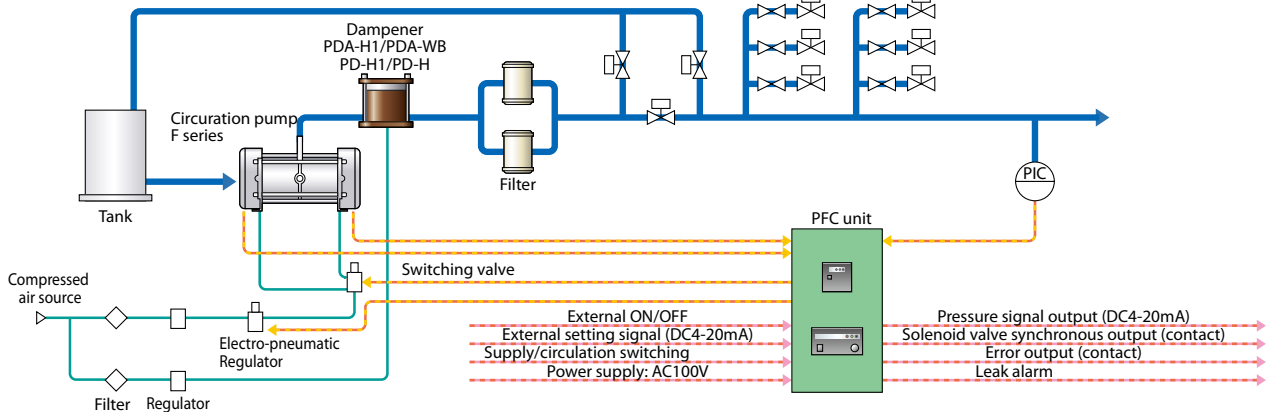 Dampener
PDA-H1/PDA-WB
PD-H1/PD-H
Circuration pump
F series
Filter
Tank
PIC
PFC unit
Switching valve
Compressed
air source
Electro-pneumatic
Regulator
Filter
Regulator
External ON/OFF
External setting signal (DC4-20mA)
Supply/circulation switching
Power supply: AC100V
Pressure signal output (DC4-20mA)
Solenoid valve synchronous output (contact)
Error output (contact)
Leak alarm